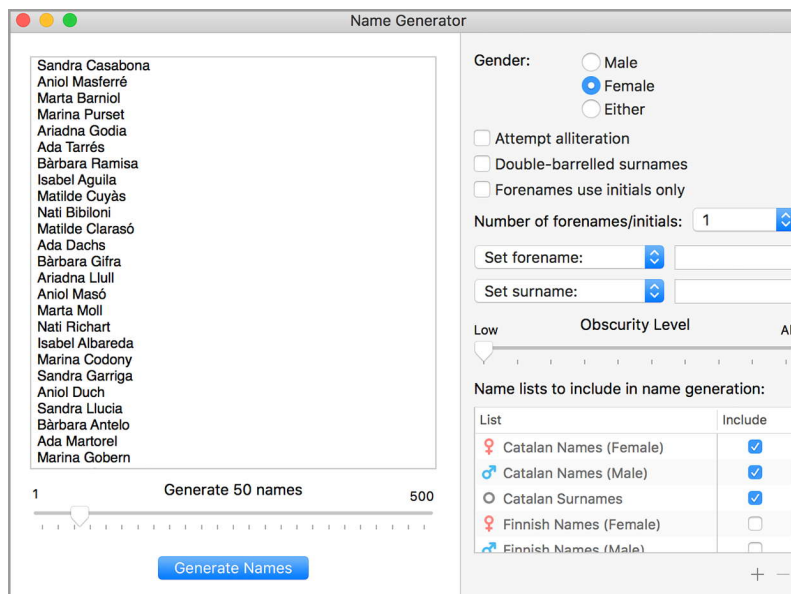 Name Generator
Sandra Casabona
Aniol Masferré
Marta Barniol
Marina Purset
Ariadna Godia
Ada Tarrés
Bàrbara Ramisa
Isabel Aguila
Matilde Cuyàs
Nati Bibiloni
Matilde Clarasó
Ada Dachs
Bàrbara Gifra
Ariadna Llull
Aniol Masó
Marta Moll
Nati Richart
Isabel Albareda
Marina Codony
Sandra Garriga
Aniol Duch
Sandra Llucia
Bàrbara Antelo
Ada Martorel
Marina Gobern
1 Generate 50 names 500
Generate Names
Gender: Male
Female
Either
Attempt alliteration
Double-barrelled surnames
Forenames use initials only
Number of forenames/initials: 1
Set forename:
Set surname:
Low Obscurity Level
Name lists to include in name generation:
List Include
Catalan Names (Female)
Catalan Names (Male)
Catalan Surnames
Finnish Names (Female)
Finnish Names (Male)